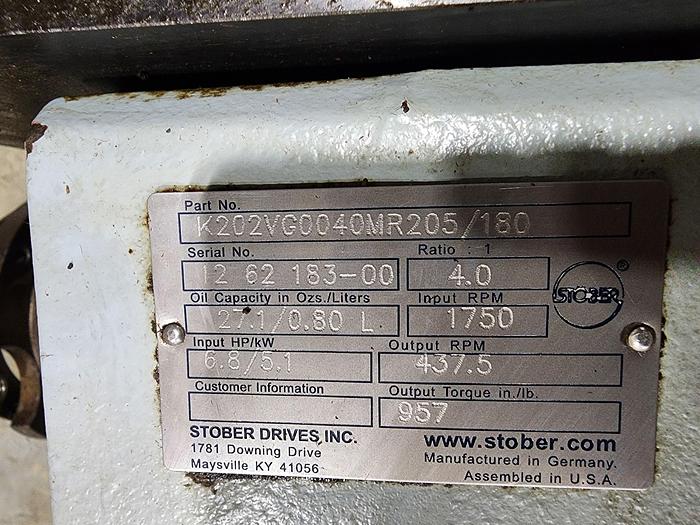 Part No.
K202VG0040MR205/180
Serial No.
Ratio : 1
12 62 183-00
4.0
Oil Capacity in Ozs./Liters
Input RPM
27.1/0.80 L
1750
STÖBER
®
Input HP/kW
Output RPM
6.8/5.1
437.5
Customer Information
Output Torque in./lb.
957
STOBER DRIVES, INC.
1781 Downing Drive
Maysville KY 41056
www.stober.com
Manufactured in Germany.
Assembled in U.S.A.